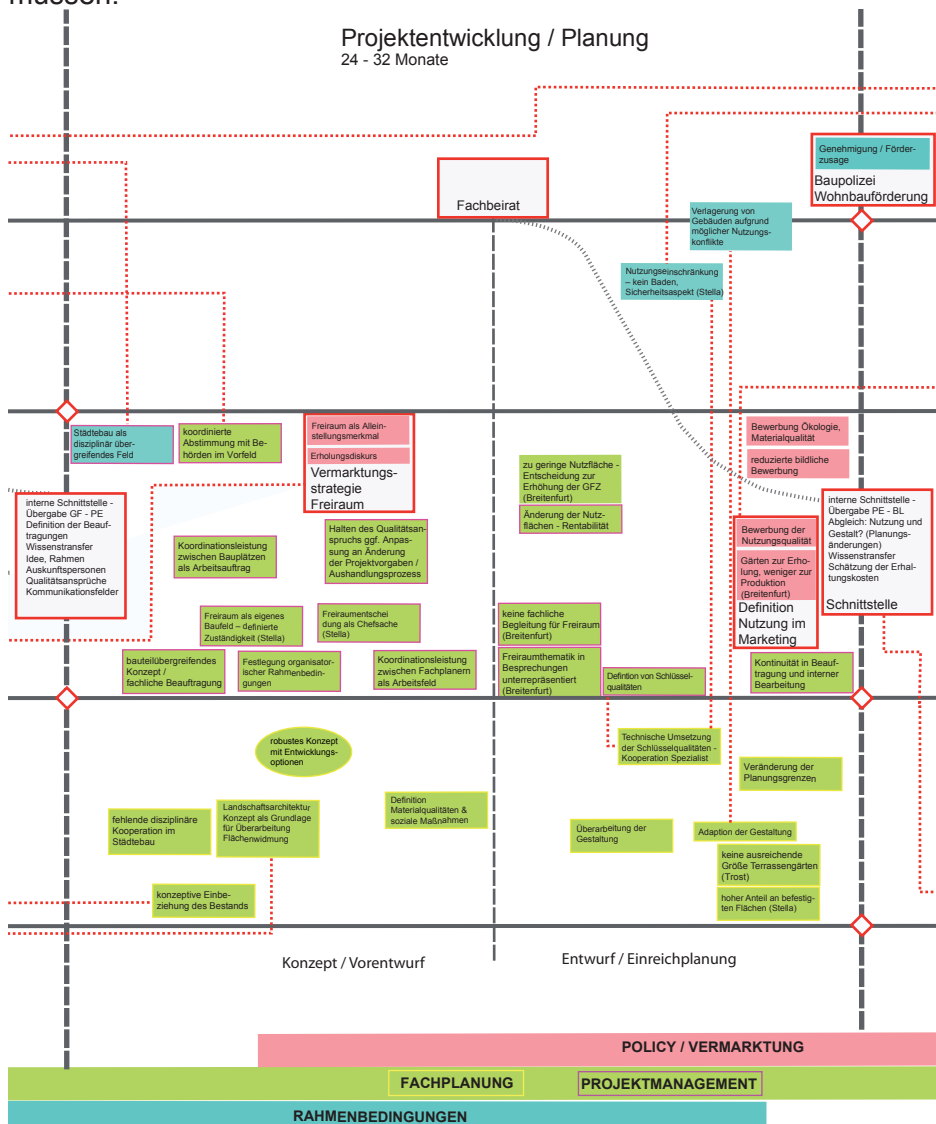 müssen.
Projektentwicklung / Planung
24 - 32 Monate
Genehmigung / Förder-
zusage
Baupolizei
Wohnbauförderung
Fachbeirat
Verlagerung von
Gebäuden aufgrund
möglicher Nutzungs-
konflikte
Nutzungseinschränkung
– kein Baden,
Sicherheitsaspekt (Stella)
Städtebau als
disziplinär über-
greifendes Feld
koordinierte
Abstimmung mit Be-
hörden im Vorfeld
Freiraum als Allein-
stellungsmerkmal
Erholungsdiskurs
Vermarktungs-
strategie
Freiraum
Bewerbung Ökologie,
Materialqualität
reduzierte bildliche
Bewerbung
zu geringe Nutzfläche -
Entscheidung zur
Erhöhung der GFZ
(Breitenfurt)
Änderung der Nutz-
flächen - Rentabilität
interne Schnittstelle -
Übergabe GF - PE
Definition der Beauf-
tragungen
Wissenstransfer
Idee, Rahmen
Auskunftspersonen
Qualitätsansprüche
Kommunikationsfelder
Koordinationsleistung
zwischen Bauplätzen
als Arbeitsauftrag
Halten des Qualitätsan-
spruchs ggf. Anpas-
sung an Änderung
der Projektvorgaben /
Aushandlungsprozess
Bewerbung der
Nutzungsqualität
Gärten zur Erho-
lung, weniger zur
Produktion
(Breitenfurt)
Definition
Nutzung im
Marketing
interne Schnittstelle -
Übergabe PE - BL
Abgleich: Nutzung und
Gestalt? (Planungs-
änderungen)
Wissenstransfer
Schätzung der Erhal-
tungskosten
Schnittstelle
Freiraum als eigenes
Baufeld – definierte
Zuständigkeit (Stella)
Freiraumentschei
dung als Chefsache
(Stella)
keine fachliche
Begleitung für Freiraum
(Breitenfurt)
bauteilübergreifendes
Konzept /
fachliche Beauftragung
Festlegung organisator-
ischer Rahmenbedin-
gungen
Koordinationsleistung
zwischen Fachplanern
als Arbeitsfeld
Freiraumthematik in
Besprechungen
unterrepräsentiert
(Breitenfurt)
Defintion von Schlüssel-
qualitäten
Kontinuität in Beauf-
tragung und interner
Bearbeitung
robustes Konzept
mit Entwicklungs-
optionen
Technische Umsetzung
der Schlüsselqualitäten -
Kooperation Spezialist
Veränderung der
Planungsgrenzen
fehlende disziplinäre
Kooperation im
Städtebau
Landschaftsarchitektur
Konzept als Grundlage
für Überarbeitung
Flächenwidmung
Definition
Materialqualitäten &
soziale Maßnahmen
Überarbeitung der
Gestaltung
Adaption der Gestaltung
keine ausreichende
Größe Terrassengärten
(Trost)
konzeptive Einbe-
ziehung des Bestands
hoher Anteil an befestig-
ten Flächen (Stella)
Konzept / Vorentwurf
Entwurf / Einreichplanung
POLICY / VERMARKTUNG
FACHPLANUNG
PROJEKTMANAGEMENT
RAHMENBEDINGUNGEN